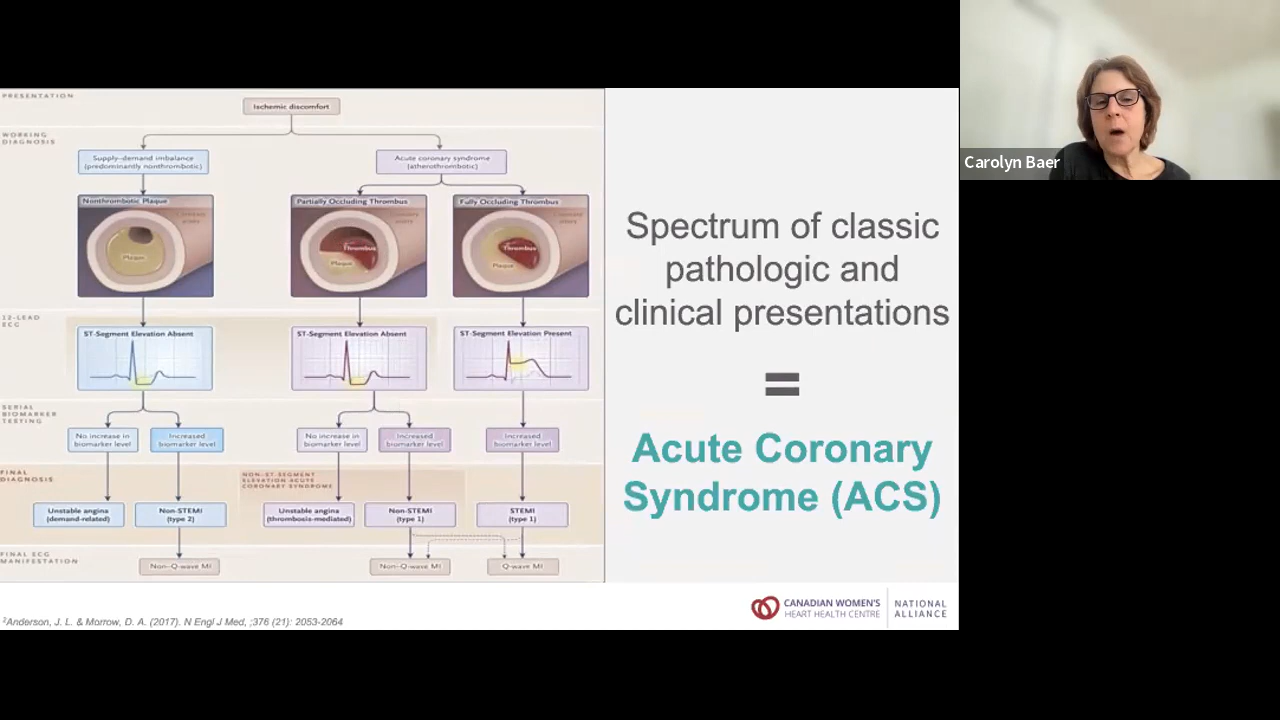 PRESENTATION
Ischemic discomfort
WORKING
DIAGNOSIS
Supply–demand imbalance
(predominantly nonthrombotic)
Acute coronary syndrome
(atherothrombotic)
Nonthrombotic Plaque
Partially Occluding Thrombus
Fully Occluding Thrombus
artery
Plaque
Thrombus
Plaque
Thrombus
Plaque
12-LEAD
ECG
ST-Segment Elevation Absent
ST-Segment Elevation Absent
ST-Segment Elevation Present
SERIAL
BIOMARKER
TESTING
No increase in
biomarker level
Increased
biomarker level
No increase in
biomarker level
Increased
biomarker level
Increased
biomarker level
FINAL
DIAGNOSIS
NON-ST-SEGMENT
ELEVATION ACUTE
CORONARY SYNDROME
Unstable angina
(demand-related)
Non-STEMI
(type 2)
Unstable angina
(thrombosis-mediated)
Non-STEMI
(type 1)
STEMI
(type 1)
FINAL ECG
MANIFESTATION
Non–Q-wave MI
Non-Q-wave MI
Q-wave MI
Spectrum of classic
pathologic and
clinical presentations
=
Acute Coronary
Syndrome (ACS)
²Anderson, J. L. & Morrow, D. A. (2017). N Engl J Med, ;376 (21): 2053-2064
CANADIAN WOMEN'S
HEART HEALTH CENTRE
NATIONAL
ALLIANCE
Carolyn Baer